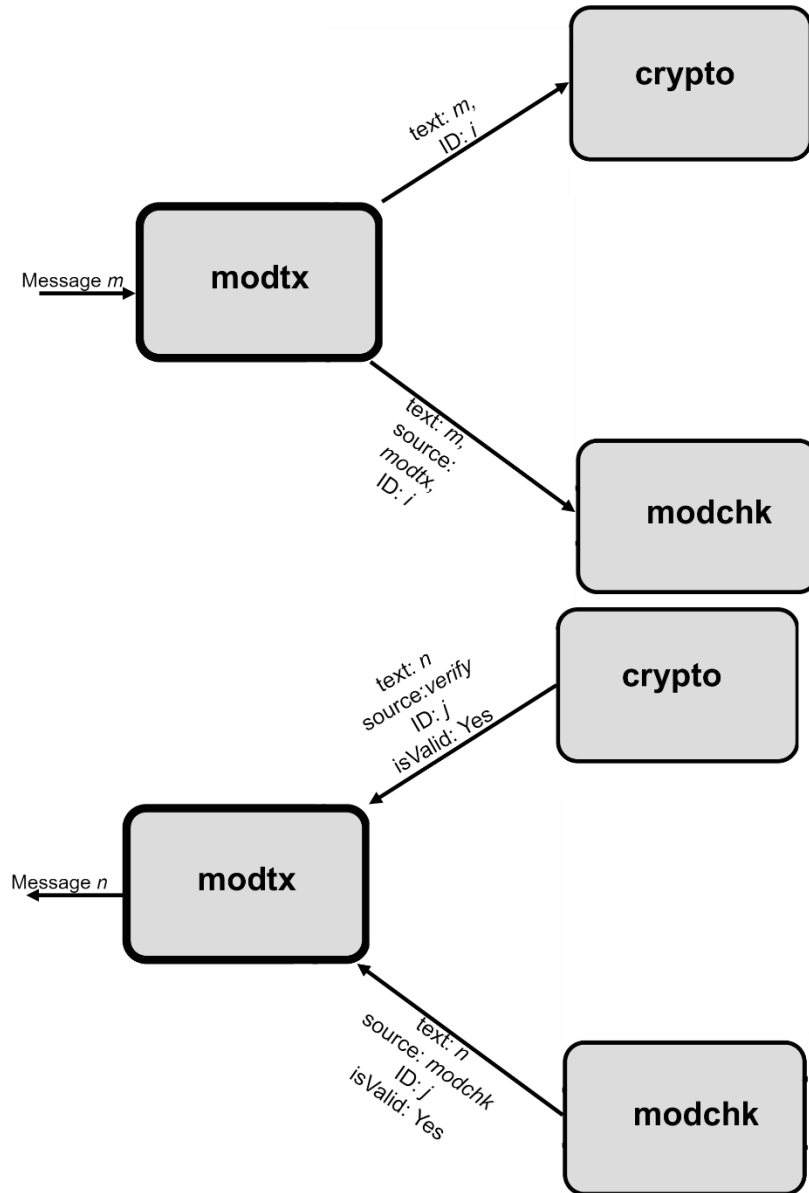 crypto
text: m,
ID: i
modtx
Message m
text: m,
source:
modtx,
ID: i
modchk
crypto
text: n
source:verify
ID: j
isValid: Yes
modtx
Message n
text: n
source: modchk
ID: j
isValid: Yes
modchk